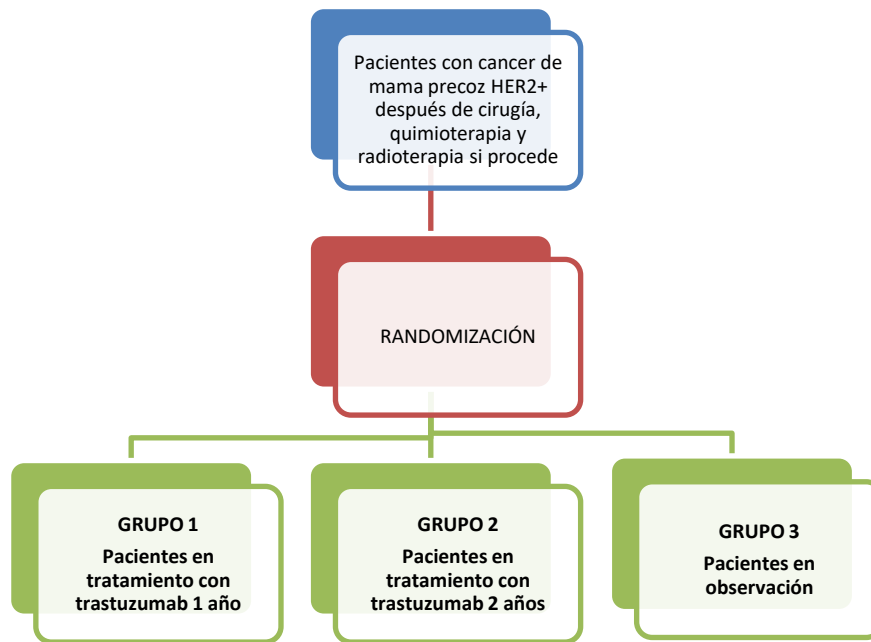 Pacientes con cancer de
mama precoz HER2+
después de cirugía,
quimioterapia y
radioterapia si procede
RANDOMIZACIÓN
GRUPO 1
Pacientes en
tratamiento con
trastuzumab 1 año
GRUPO 2
Pacientes en
tratamiento con
trastuzumab 2 años
GRUPO 3
Pacientes en
observación